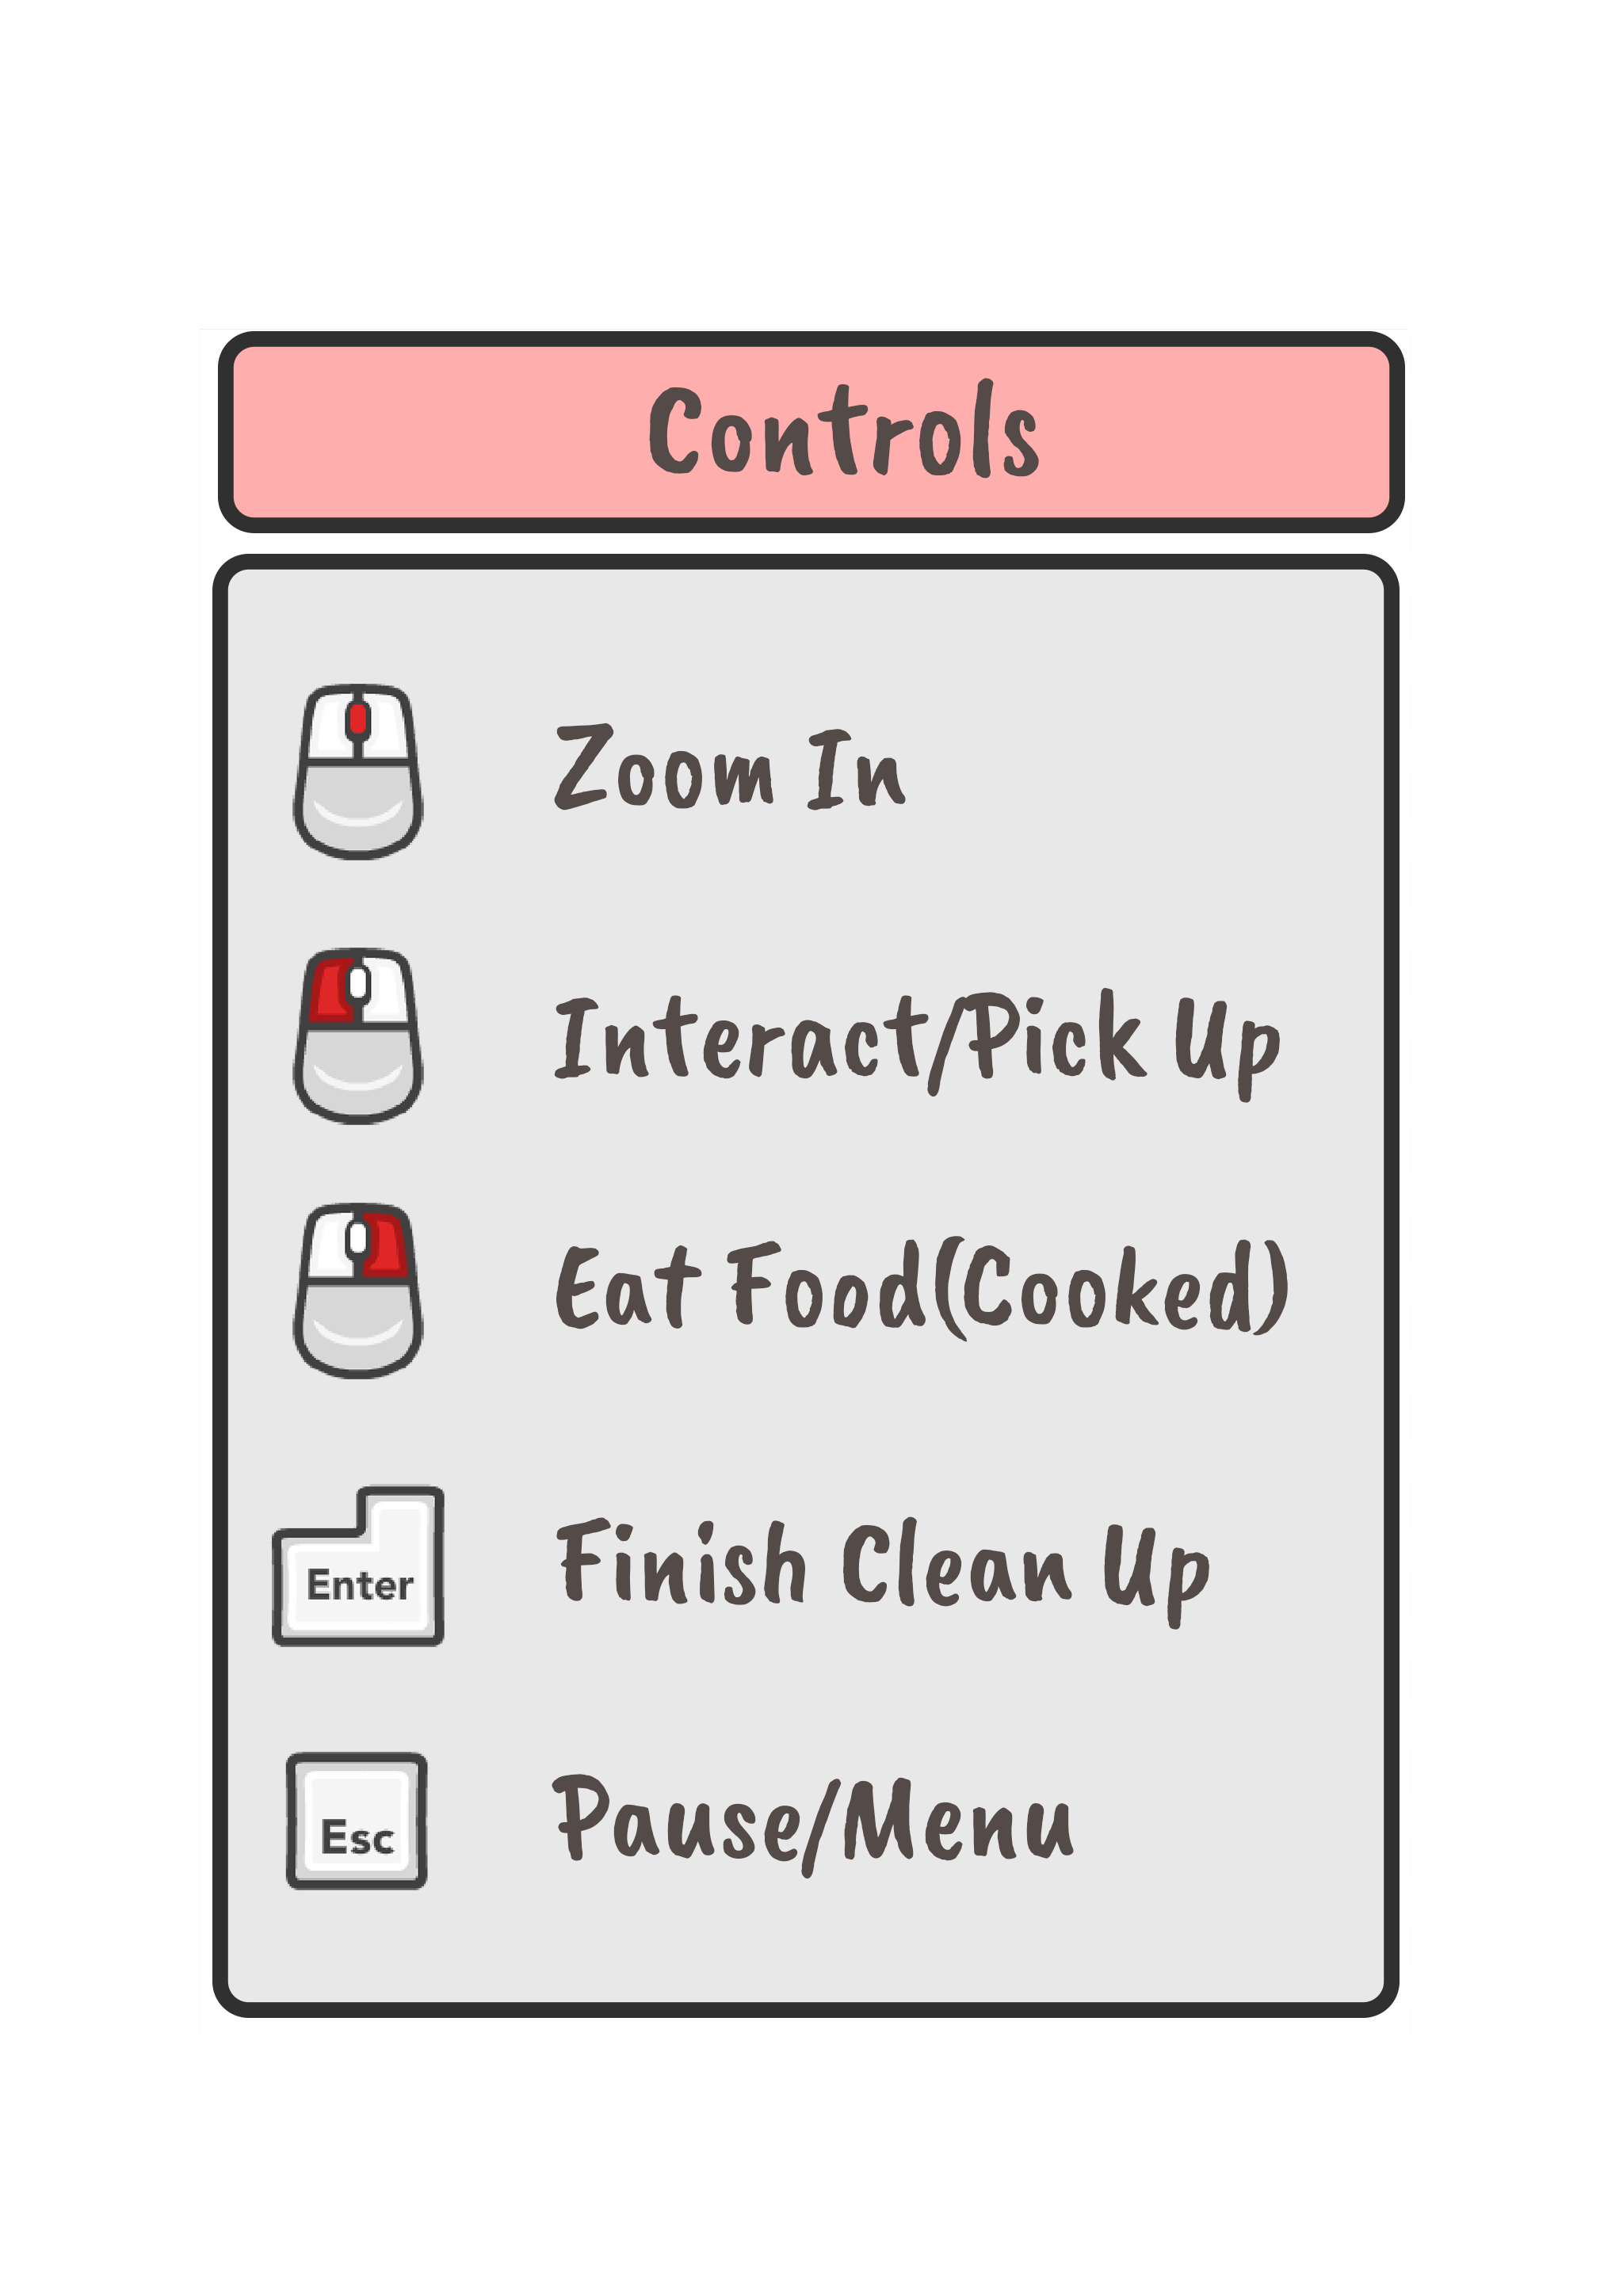 Controls
Zoom In
Interact/Pick Up
Eat Food(Cooked)
Enter
Finish Clean Up
Esc
Pause/Menu